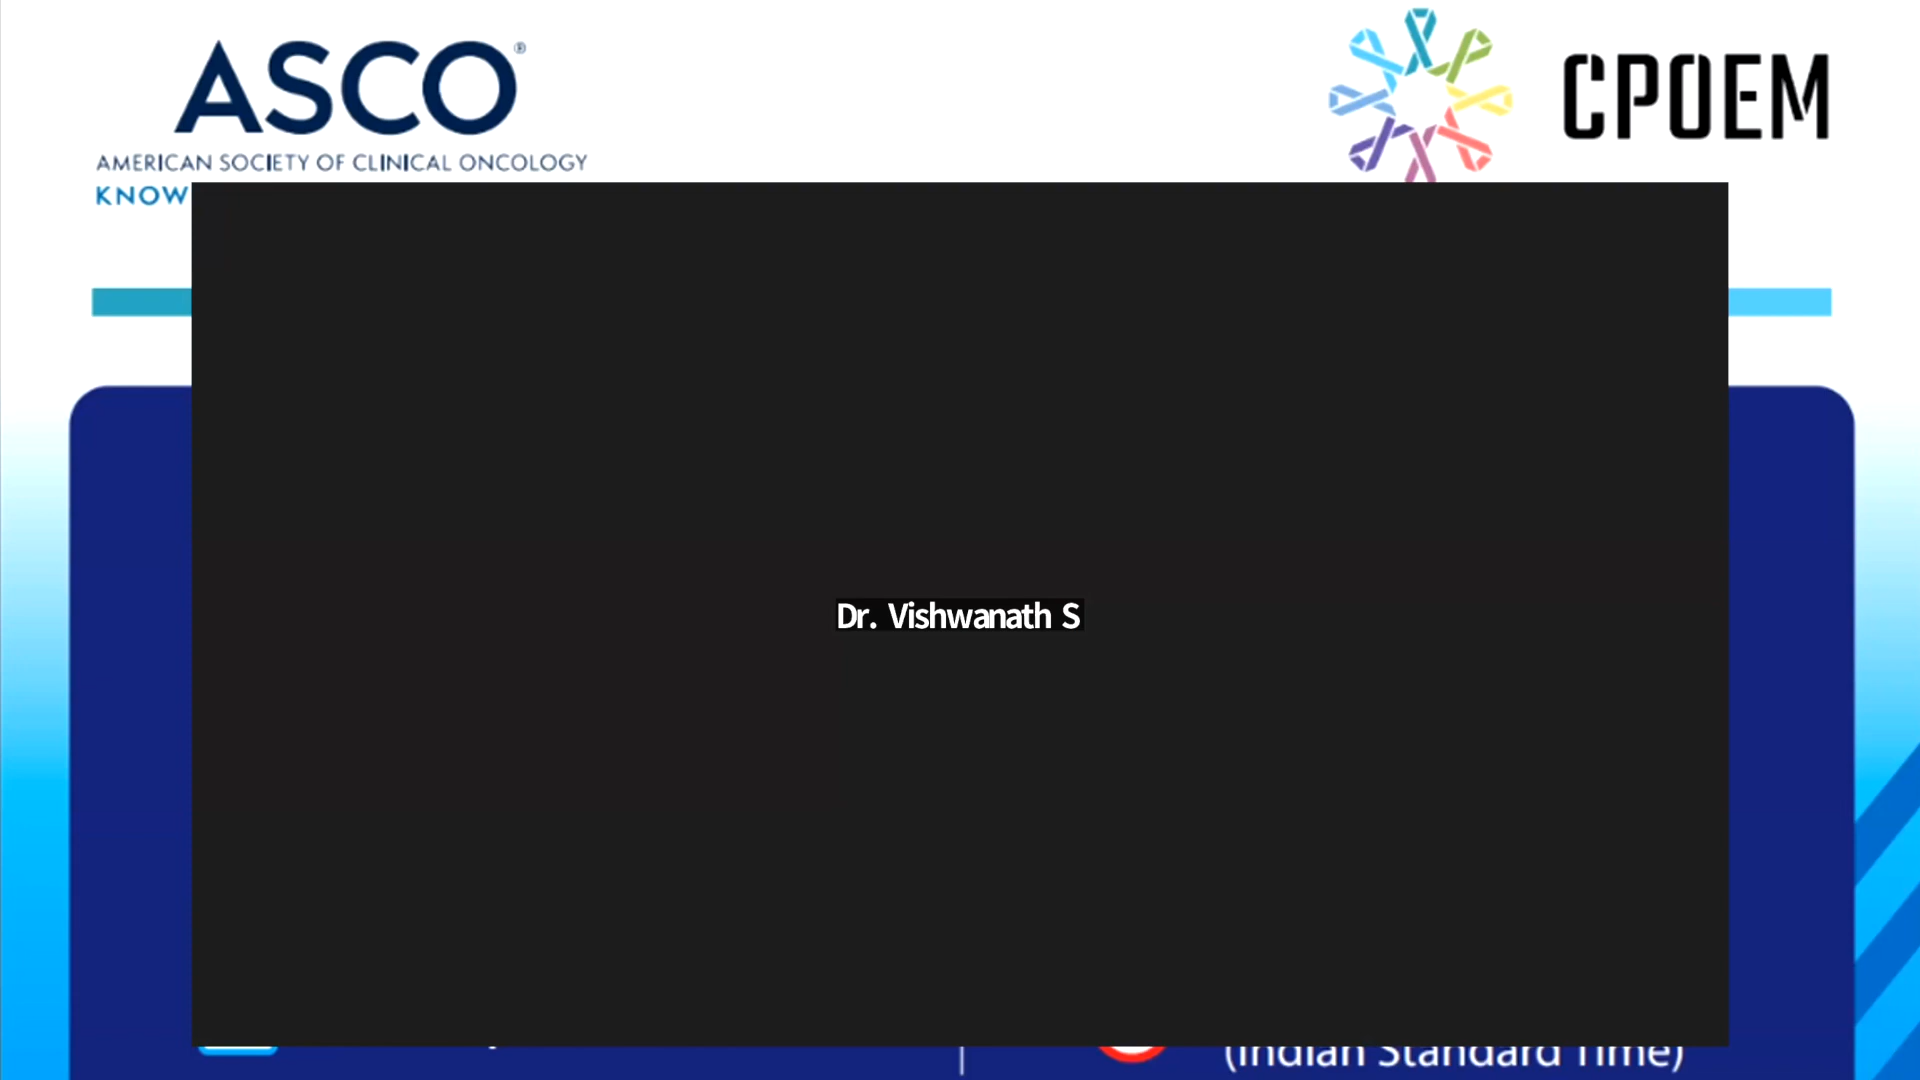 ASCO®
CPOEM
AMERICAN SOCIETY OF CLINICAL ONCOLOGY
KNOW
Dr. Vishwanath S
(Indian Standard Time)